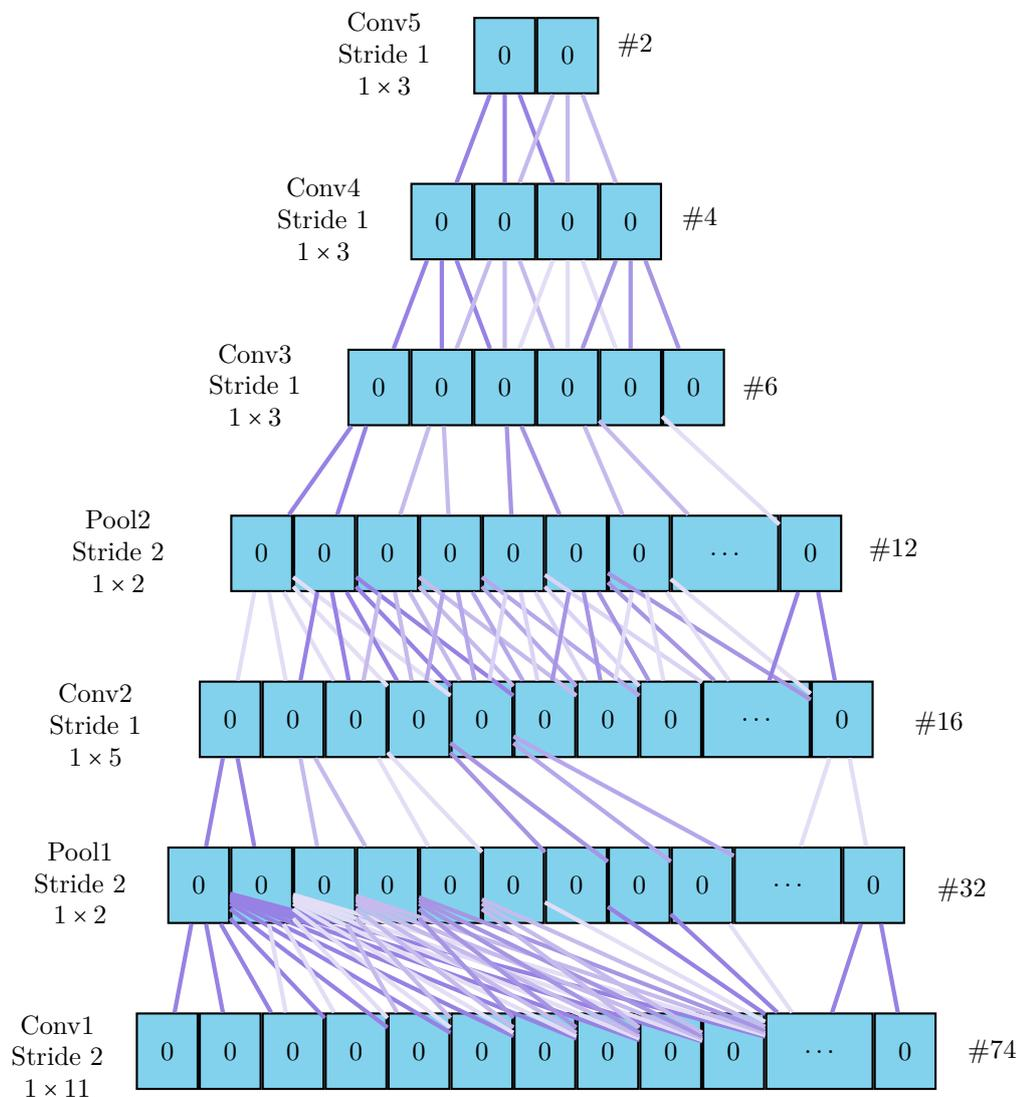 Conv5
Stride 1
1 × 3
0 0
#2
Conv4
Stride 1
1 × 3
0 0 0 0
#4
Conv3
Stride 1
1 × 3
0 0 0 0 0 0
#6
Pool2
Stride 2
1 × 2
0 0 0 0 0 0 0 ··· 0
#12
Conv2
Stride 1
1 × 5
0 0 0 0 0 0 0 0 ··· 0
#16
Pool1
Stride 2
1 × 2
0 0 0 0 0 0 0 0 0 ··· 0
#32
Conv1
Stride 2
1 × 11
0 0 0 0 0 0 0 0 0 0 ··· 0
#74